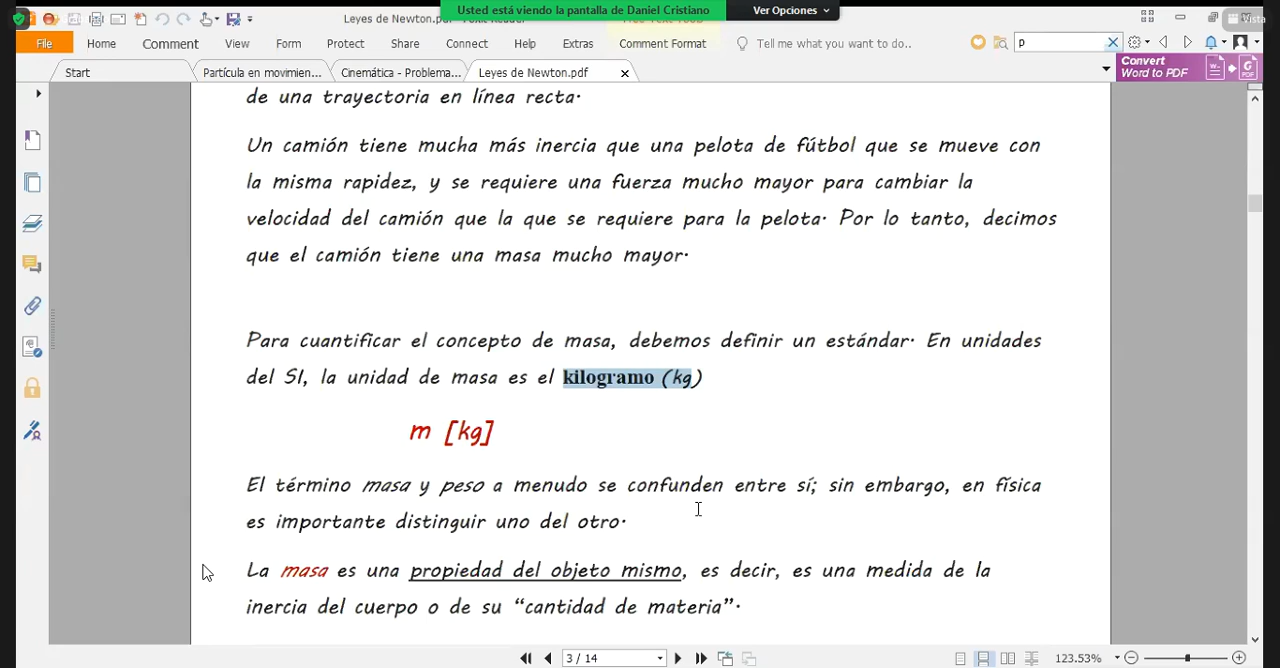 Leyes de Newton.pdf
Usted está viendo la pantalla de Daniel Cristiano
Ver Opciones
Vista
File Home Comment View Form Protect Share Connect Help Extras Comment Format Tell me what you want to do.. p
Start Partícula en movimien... Cinemática - Problema... Leyes de Newton.pdf
Convert
Word to PDF
de una trayectoria en línea recta.
Un camión tiene mucha más inercia que una pelota de fútbol que se mueve con
la misma rapidez, y se requiere una fuerza mucho mayor para cambiar la
velocidad del camión que la que se requiere para la pelota. Por lo tanto, decimos
que el camión tiene una masa mucho mayor.
Para cuantificar el concepto de masa, debemos definir un estándar. En unidades
del SI, la unidad de masa es el kilogramo (kg)
m [kg]
El término masa y peso a menudo se confunden entre sí; sin embargo, en física
es importante distinguir uno del otro.
La masa es una propiedad del objeto mismo, es decir, es una medida de la
inercia del cuerpo o de su “cantidad de materia”.
3 / 14
123.53%